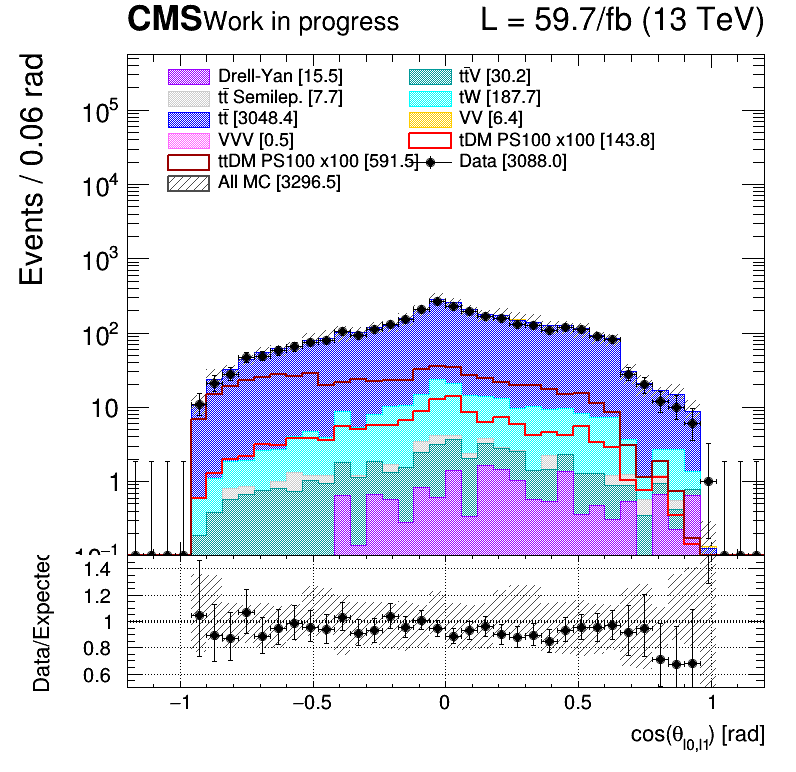 CMS Work in progress L = 59.7/fb (13 TeV)
Events / 0.06 rad
Drell-Yan [15.5] tt̄V [30.2]
tt̄ Semilep. [7.7] tW [187.7]
tt̄ [3048.4] VV [6.4]
VVV [0.5] tDM PS100 x100 [143.8]
ttDM PS100 x100 [591.5] Data [3088.0]
All MC [3296.5]
10⁵
10⁴
10³
10²
10
1
10⁻¹
Data/Expected
1.4
1.2
1
0.8
0.6
−1 −0.5 0 0.5 1
cos(θ_l0,l1) [rad]